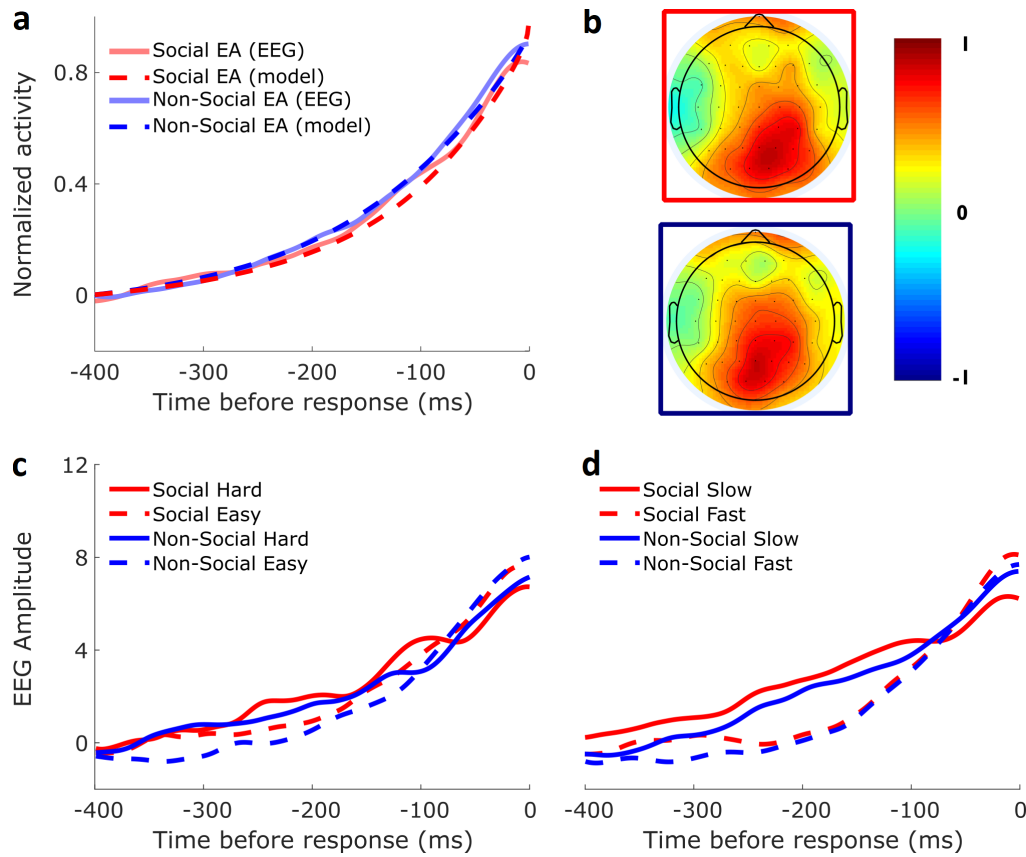 a
Social EA (EEG)
Social EA (model)
Non-Social EA (EEG)
Non-Social EA (model)
Normalized activity
0.8
0.4
0
-400
-300
-200
-100
0
Time before response (ms)
b
I
0
-I
c
Social Hard
Social Easy
Non-Social Hard
Non-Social Easy
EEG Amplitude
12
8
4
0
-400
-300
-200
-100
0
Time before response (ms)
d
Social Slow
Social Fast
Non-Social Slow
Non-Social Fast
-400
-300
-200
-100
0
Time before response (ms)